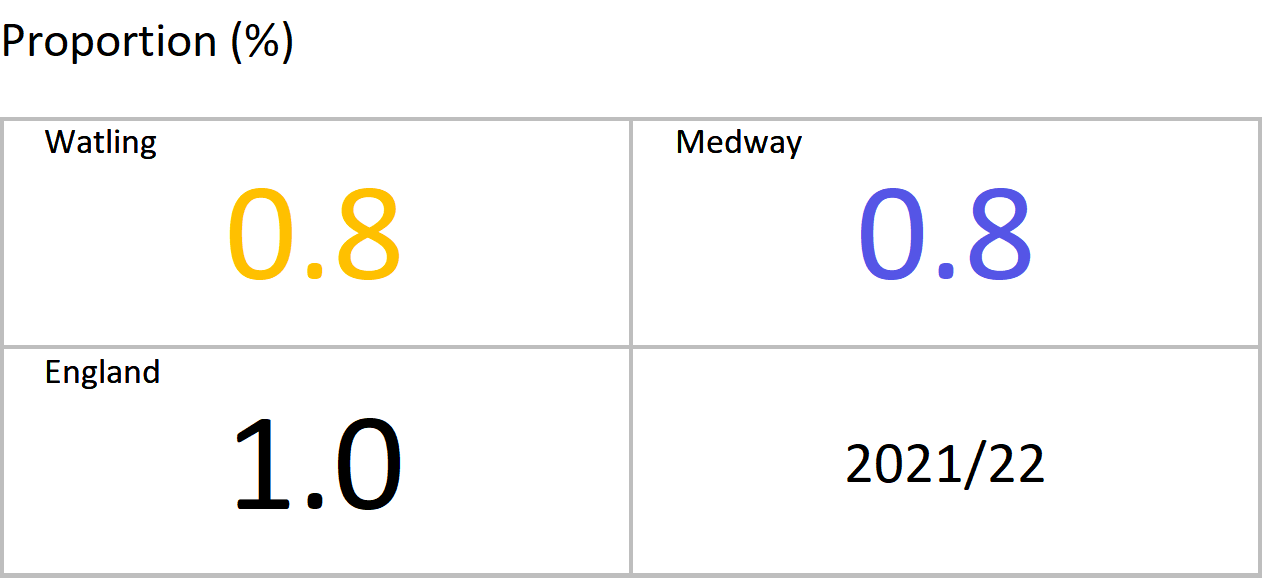 Proportion (%)
Watling
0.8
Medway
0.8
England
1.0
2021/22